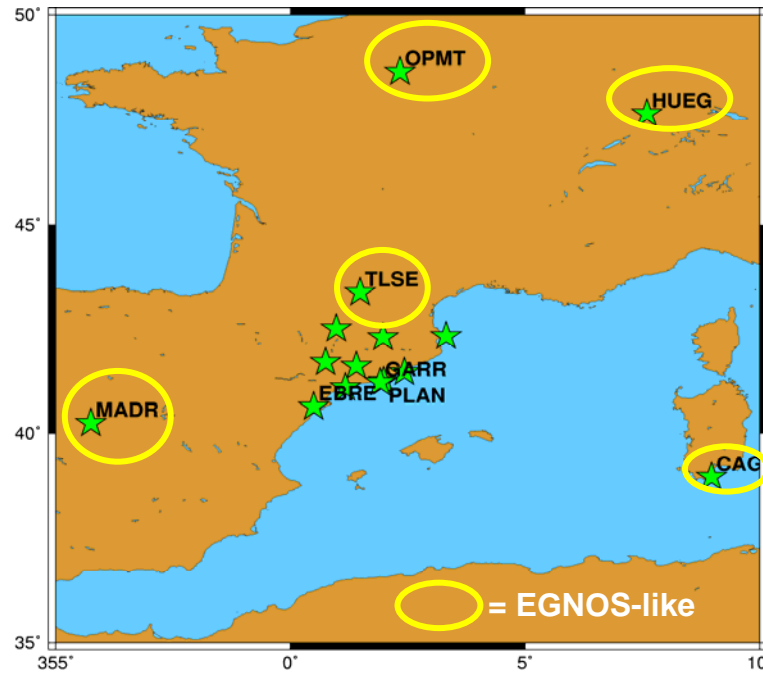 50°
OPMT
HUEG
45°
TLSE
GARR
EBRE
PLAN
MADR
40°
CAG
= EGNOS-like
35°
355°
0°
5°
10